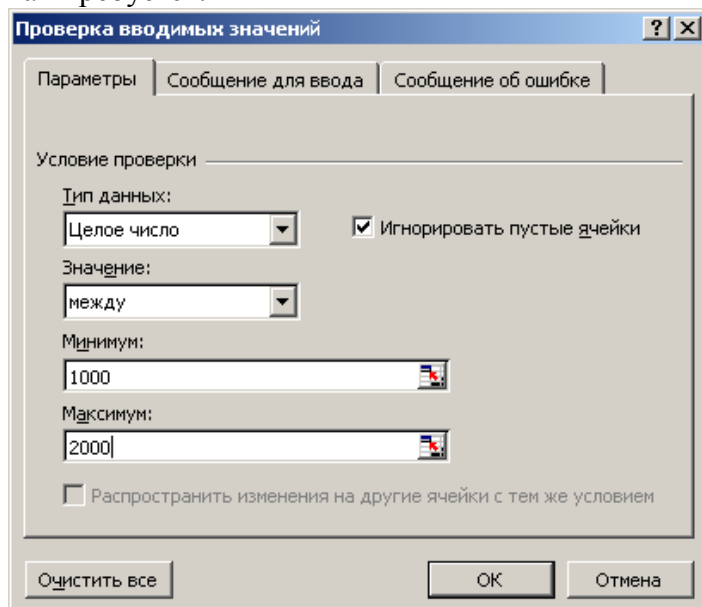 Проверка вводимых значений
Параметры Сообщение для ввода Сообщение об ошибке
Условие проверки
Тип данных:
Целое число Игнорировать пустые ячейки
Значение:
между
Минимум:
1000
Максимум:
2000
Распространить изменения на другие ячейки с тем же условием
Очистить все ОК Отмена